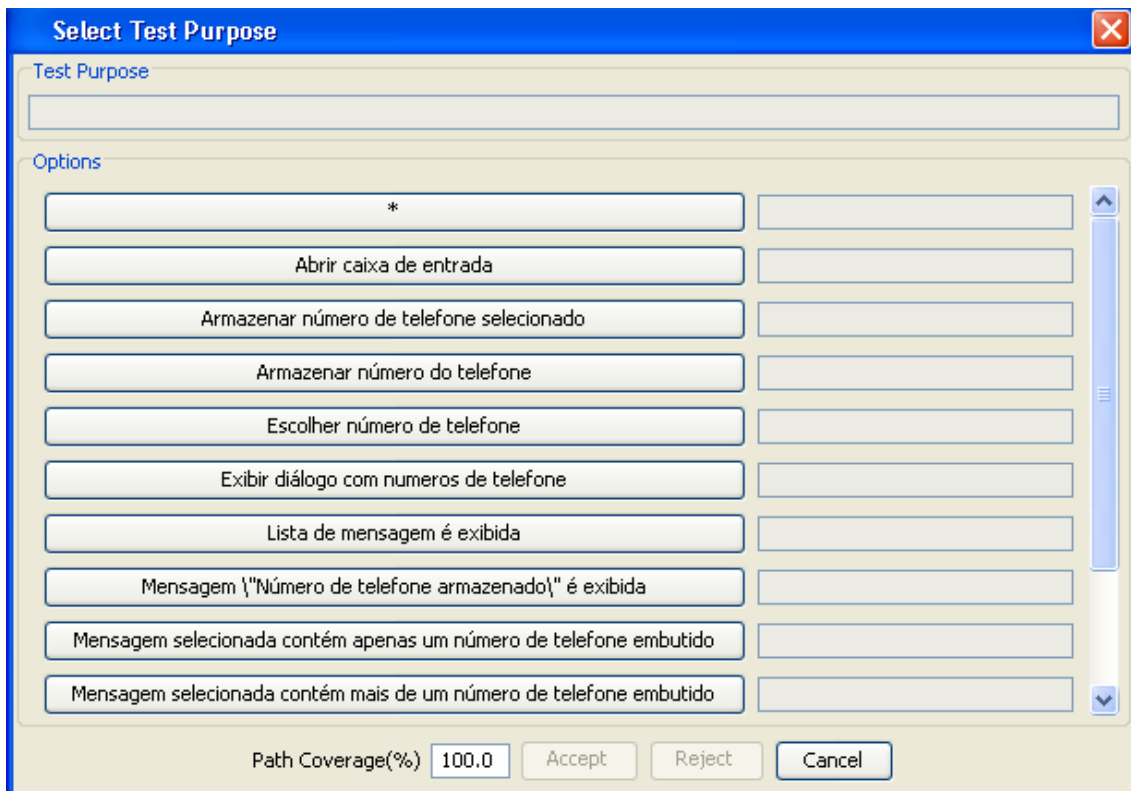 Select Test Purpose
Test Purpose
Options
*
Abrir caixa de entrada
Armazenar número de telefone selecionado
Armazenar número do telefone
Escolher número de telefone
Exibir diálogo com numeros de telefone
Lista de mensagem é exibida
Mensagem \"Número de telefone armazenado\" é exibida
Mensagem selecionada contém apenas um número de telefone embutido
Mensagem selecionada contém mais de um número de telefone embutido
Path Coverage(%) 100.0 Accept Reject Cancel